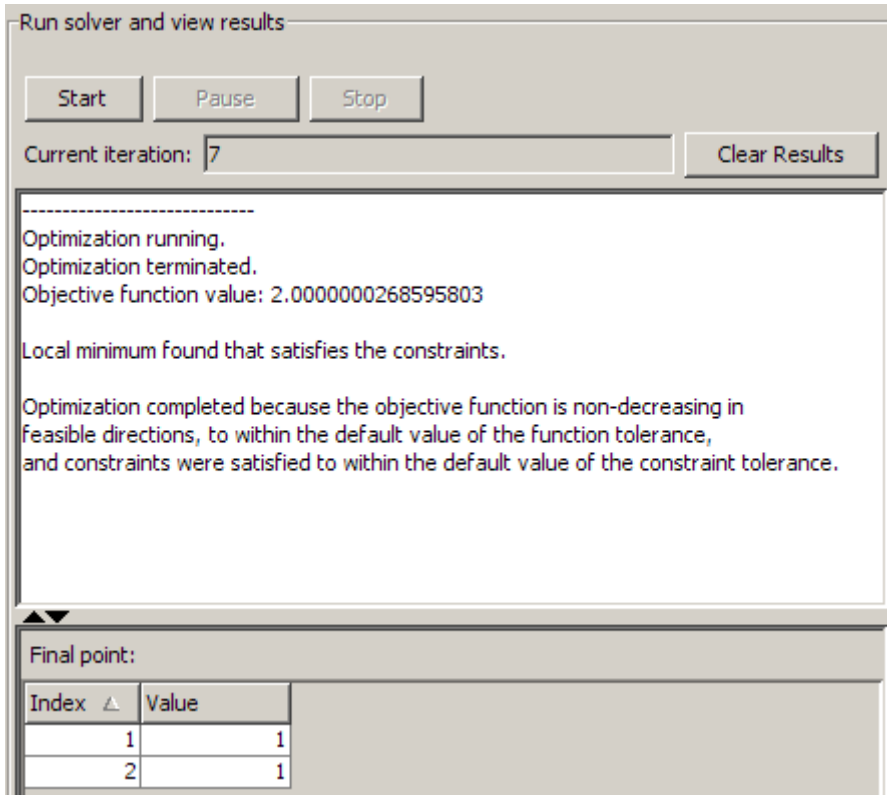 Run solver and view results
Start Pause Stop
Current iteration: 7 Clear Results
-----------------------------
Optimization running.
Optimization terminated.
Objective function value: 2.0000000268595803
Local minimum found that satisfies the constraints.
Optimization completed because the objective function is non-decreasing in
feasible directions, to within the default value of the function tolerance,
and constraints were satisfied to within the default value of the constraint tolerance.
Final point:
Index Value
1 1
2 1